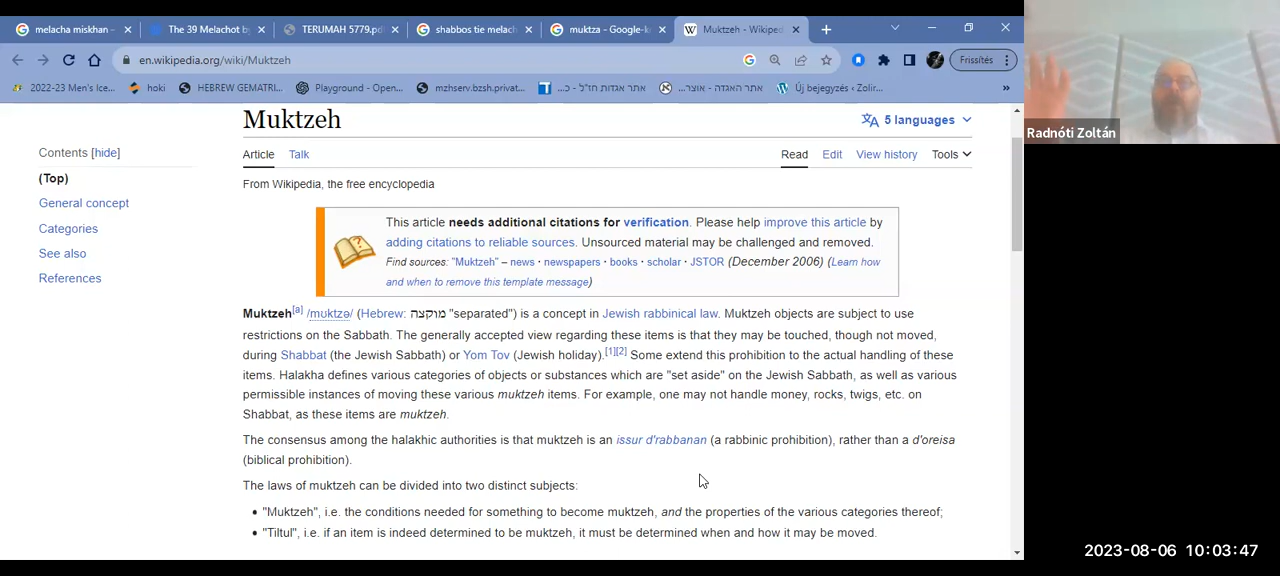 melacha miskhan –
The 39 Melachot b
TERUMAH 5779.pd
shabbos tie melach
muktza - Google-k
Muktzeh - Wikiped
en.wikipedia.org/wiki/Muktzeh
Frissítés
2022-23 Men's Ice...
hoki
HEBREW GEMATRI...
Playground - Open...
mzhserv.bzsh.privat...
אתר אגדות חז"ל - כ...
אתר האגדה - אוצר...
Új bejegyzés ‹ Zolir...
»
Radnóti Zoltán
Muktzeh
5 languages
Contents [hide]
Article Talk
Read Edit View history Tools
(Top)
From Wikipedia, the free encyclopedia
General concept
Categories
See also
References
This article needs additional citations for verification. Please help improve this article by
adding citations to reliable sources. Unsourced material may be challenged and removed.
Find sources: "Muktzeh" – news · newspapers · books · scholar · JSTOR (December 2006) (Learn how
and when to remove this template message)
Muktzeh[a] /mʊktzə/ (Hebrew: מוקצה "separated") is a concept in Jewish rabbinical law. Muktzeh objects are subject to use
restrictions on the Sabbath. The generally accepted view regarding these items is that they may be touched, though not moved,
during Shabbat (the Jewish Sabbath) or Yom Tov (Jewish holiday).[1][2] Some extend this prohibition to the actual handling of these
items. Halakha defines various categories of objects or substances which are "set aside" on the Jewish Sabbath, as well as various
permissible instances of moving these various muktzeh items. For example, one may not handle money, rocks, twigs, etc. on
Shabbat, as these items are muktzeh.
The consensus among the halakhic authorities is that muktzeh is an issur d'rabbanan (a rabbinic prohibition), rather than a d'oreisa
(biblical prohibition).
The laws of muktzeh can be divided into two distinct subjects:
• "Muktzeh", i.e. the conditions needed for something to become muktzeh, and the properties of the various categories thereof;
• "Tiltul", i.e. if an item is indeed determined to be muktzeh, it must be determined when and how it may be moved.
2023-08-06 10:03:47